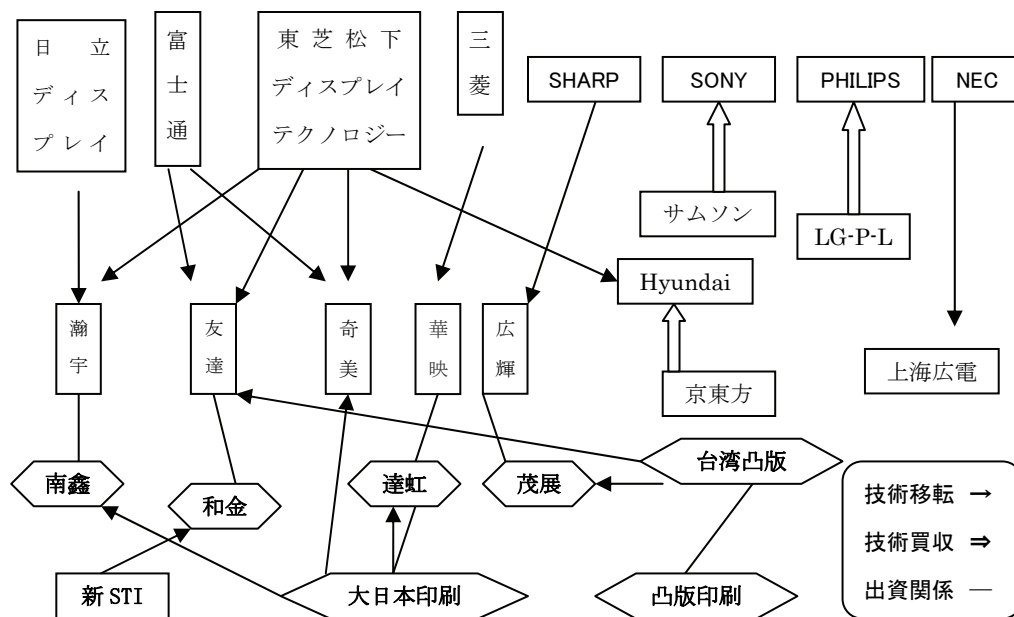 日立
ディス
プレイ
富
士
通
東芝松下
ディスプレイ
テクノロジー
三
菱
SHARP
SONY
PHILIPS
NEC
サムソン
LG-P-L
Hyundai
瀚
宇
友
達
奇
美
華
映
広
輝
京東方
上海広電
南鑫
和金
達虹
茂展
台湾凸版
新 STI
大日本印刷
凸版印刷
技術移転 →
技術買収 ⇒
出資関係 —